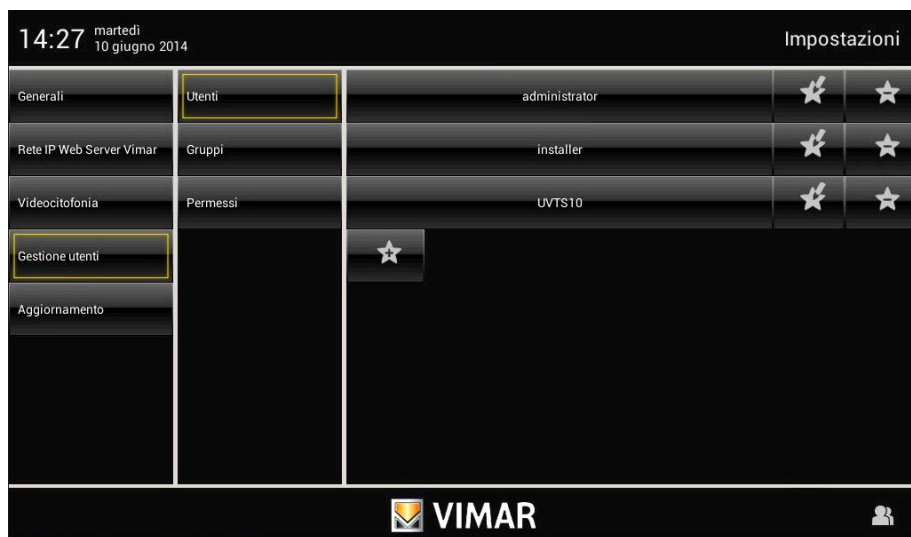 14:27
martedì
10 giugno 2014
Impostazioni
Generali
Utenti
administrator
Rete IP Web Server Vimar
Gruppi
installer
Videocitofonia
Permessi
UVTS10
Gestione utenti
Aggiornamento
VIMAR